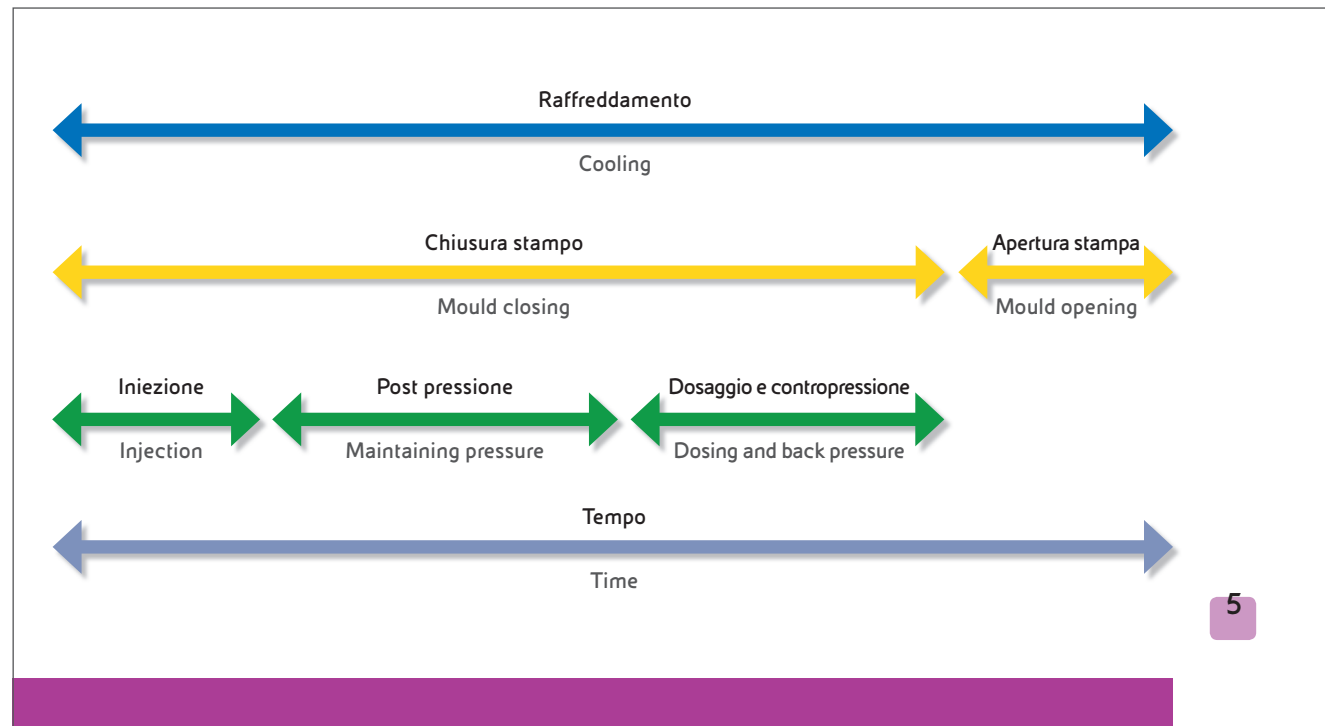 Raffreddamento
Cooling
Chiusura stampo
Apertura stampa
Mould closing
Mould opening
Iniezione
Post pressione
Dosaggio e contropressione
Injection
Maintaining pressure
Dosing and back pressure
Tempo
Time
5